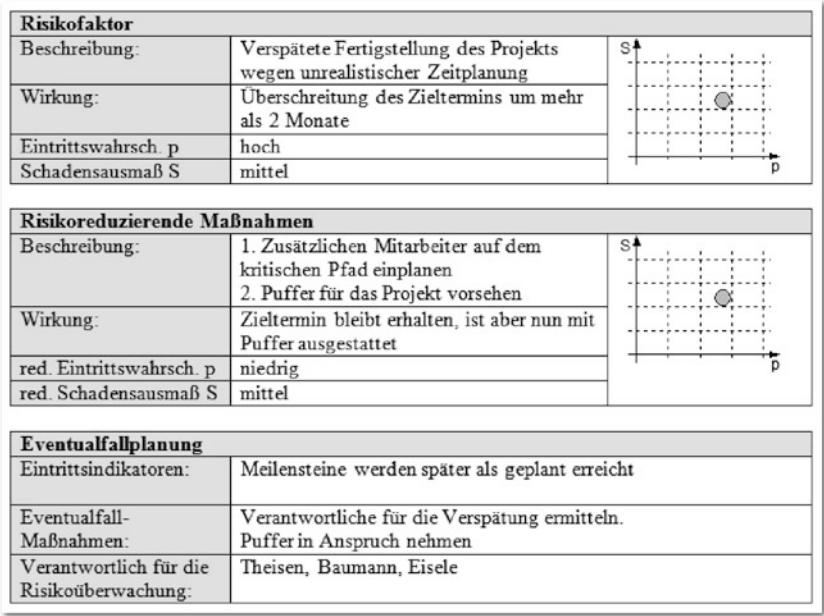 Risikofaktor
Beschreibung: Verspätete Fertigstellung des Projekts
wegen unrealistischer Zeitplanung
Wirkung: Überschreitung des Zieltermins um mehr
als 2 Monate
Eintrittswahrsch. p hoch
Schadensausmaß S mittel
S
p
Risikoreduzierende Maßnahmen
Beschreibung: 1. Zusätzlichen Mitarbeiter auf dem
kritischen Pfad einplanen
2. Puffer für das Projekt vorsehen
Wirkung: Zieltermin bleibt erhalten, ist aber nun mit
Puffer ausgestattet
red. Eintrittswahrsch. p niedrig
red. Schadensausmaß S mittel
S
p
Eventualfallplanung
Eintrittsindikatoren: Meilensteine werden später als geplant erreicht
Eventualfall- Verantwortliche für die Verspätung ermitteln.
Maßnahmen: Puffer in Anspruch nehmen
Verantwortlich für die Theisen, Baumann, Eisele
Risikoüberwachung: